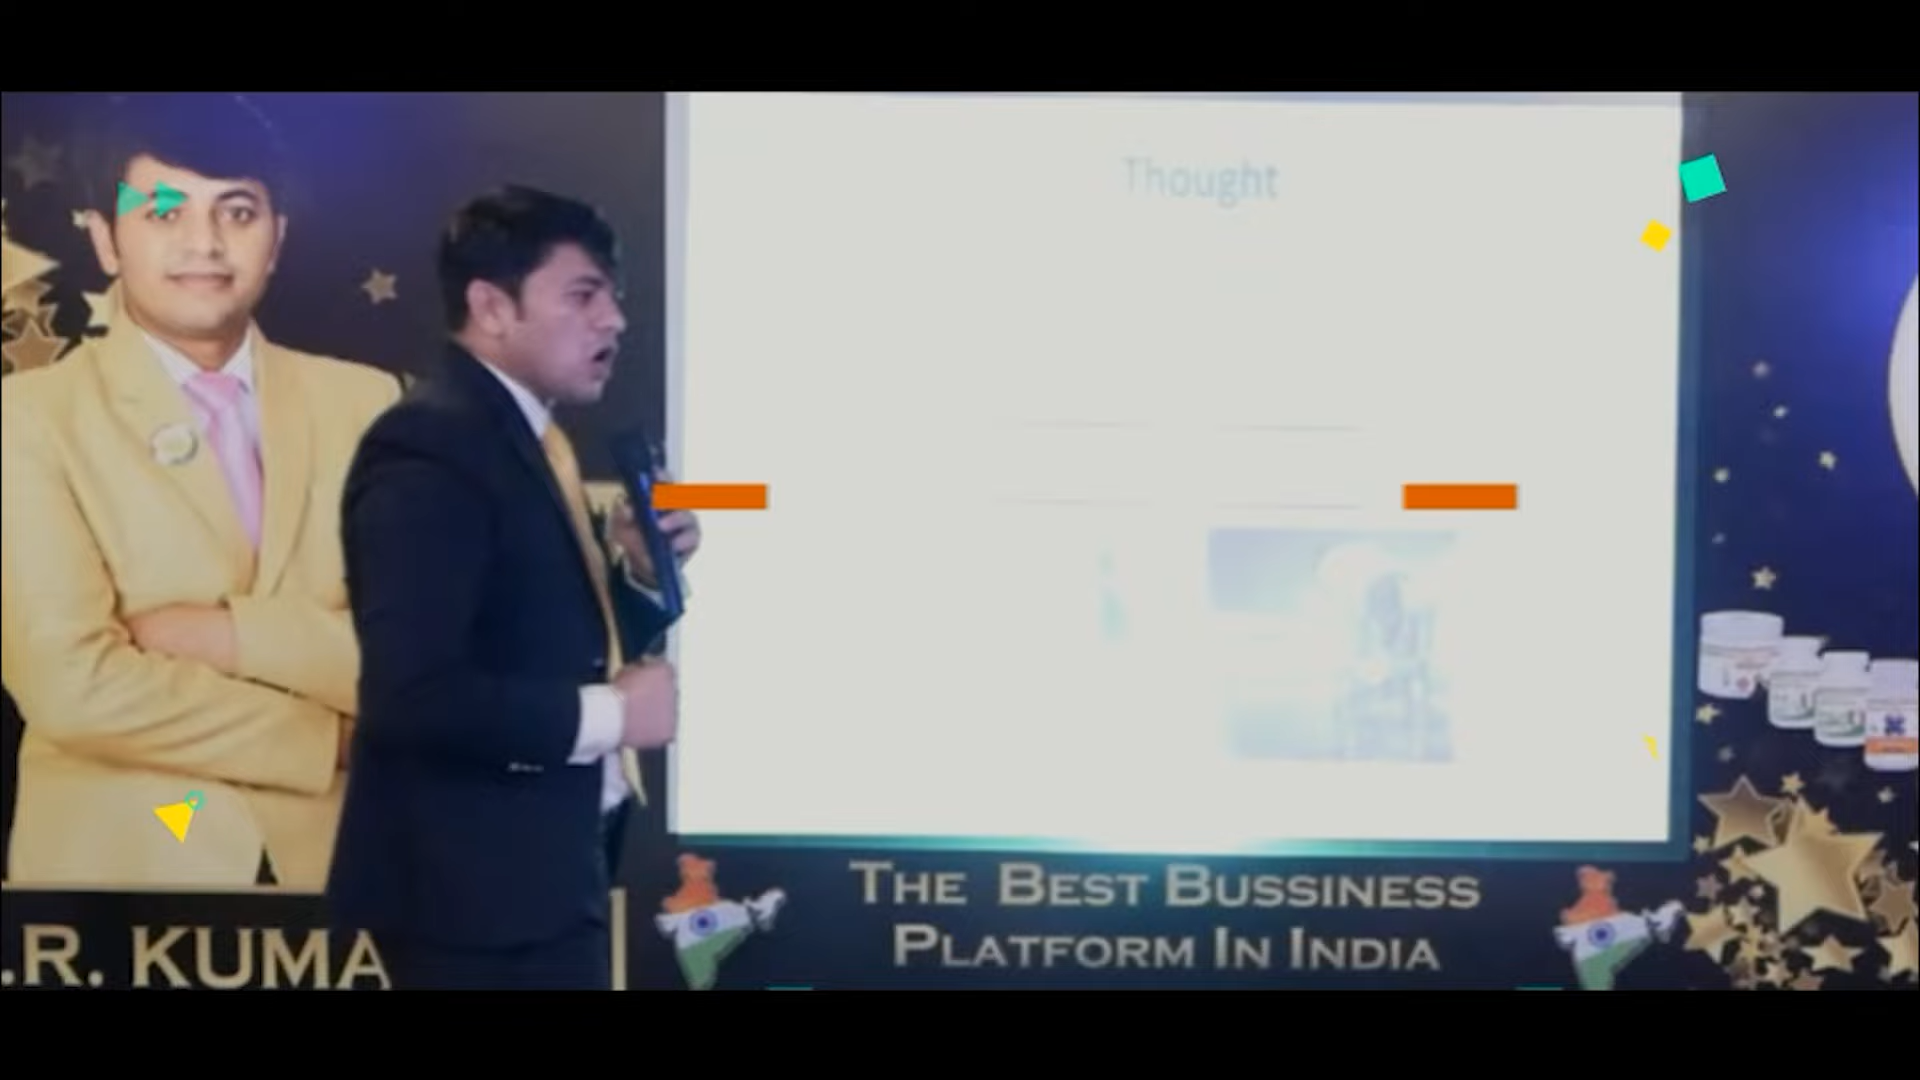 Thought
THE BEST BUSSINESS
PLATFORM IN INDIA
.R. KUMA